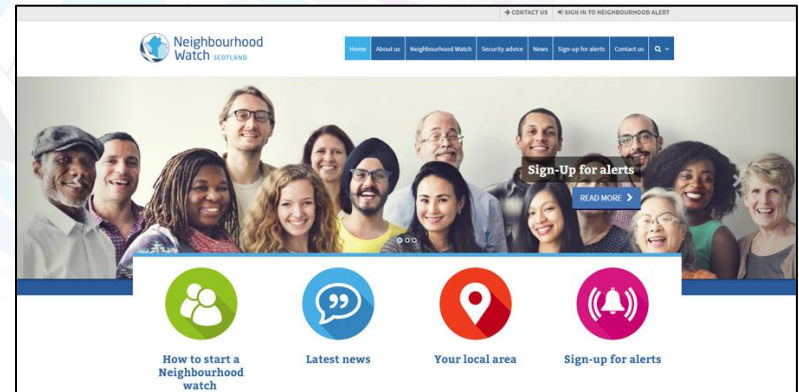 CONTACT US SIGN IN TO NEIGHBOURHOOD ALERT
Neighbourhood
Watch SCOTLAND
Home About us Neighbourhood Watch Security advice News Sign-up for alerts Contact us
Sign-Up for alerts
READ MORE
How to start a
Neighbourhood
watch
Latest news
Your local area
Sign-up for alerts